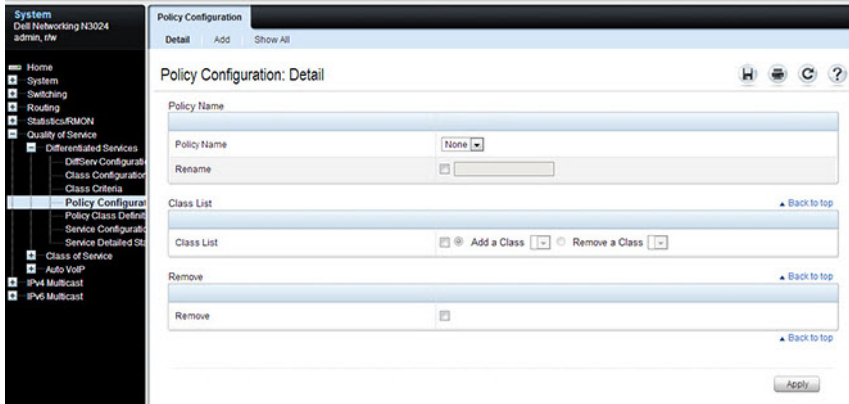 System
Dell Networking N3024
admin, r/w
Home
System
Switching
Routing
Statistics/RMON
Quality of Service
Differentiated Services
DiffServ Configurati
Class Configuration
Class Criteria
Policy Configurat
Policy Class Definit
Service Configuratio
Service Detailed Sta
Class of Service
Auto VoIP
IPv4 Multicast
IPv6 Multicast
Policy Configuration
Detail Add Show All
Policy Configuration: Detail
Policy Name
Policy Name None
Rename
Class List Back to top
Class List Add a Class Remove a Class
Remove Back to top
Remove
Back to top
Apply